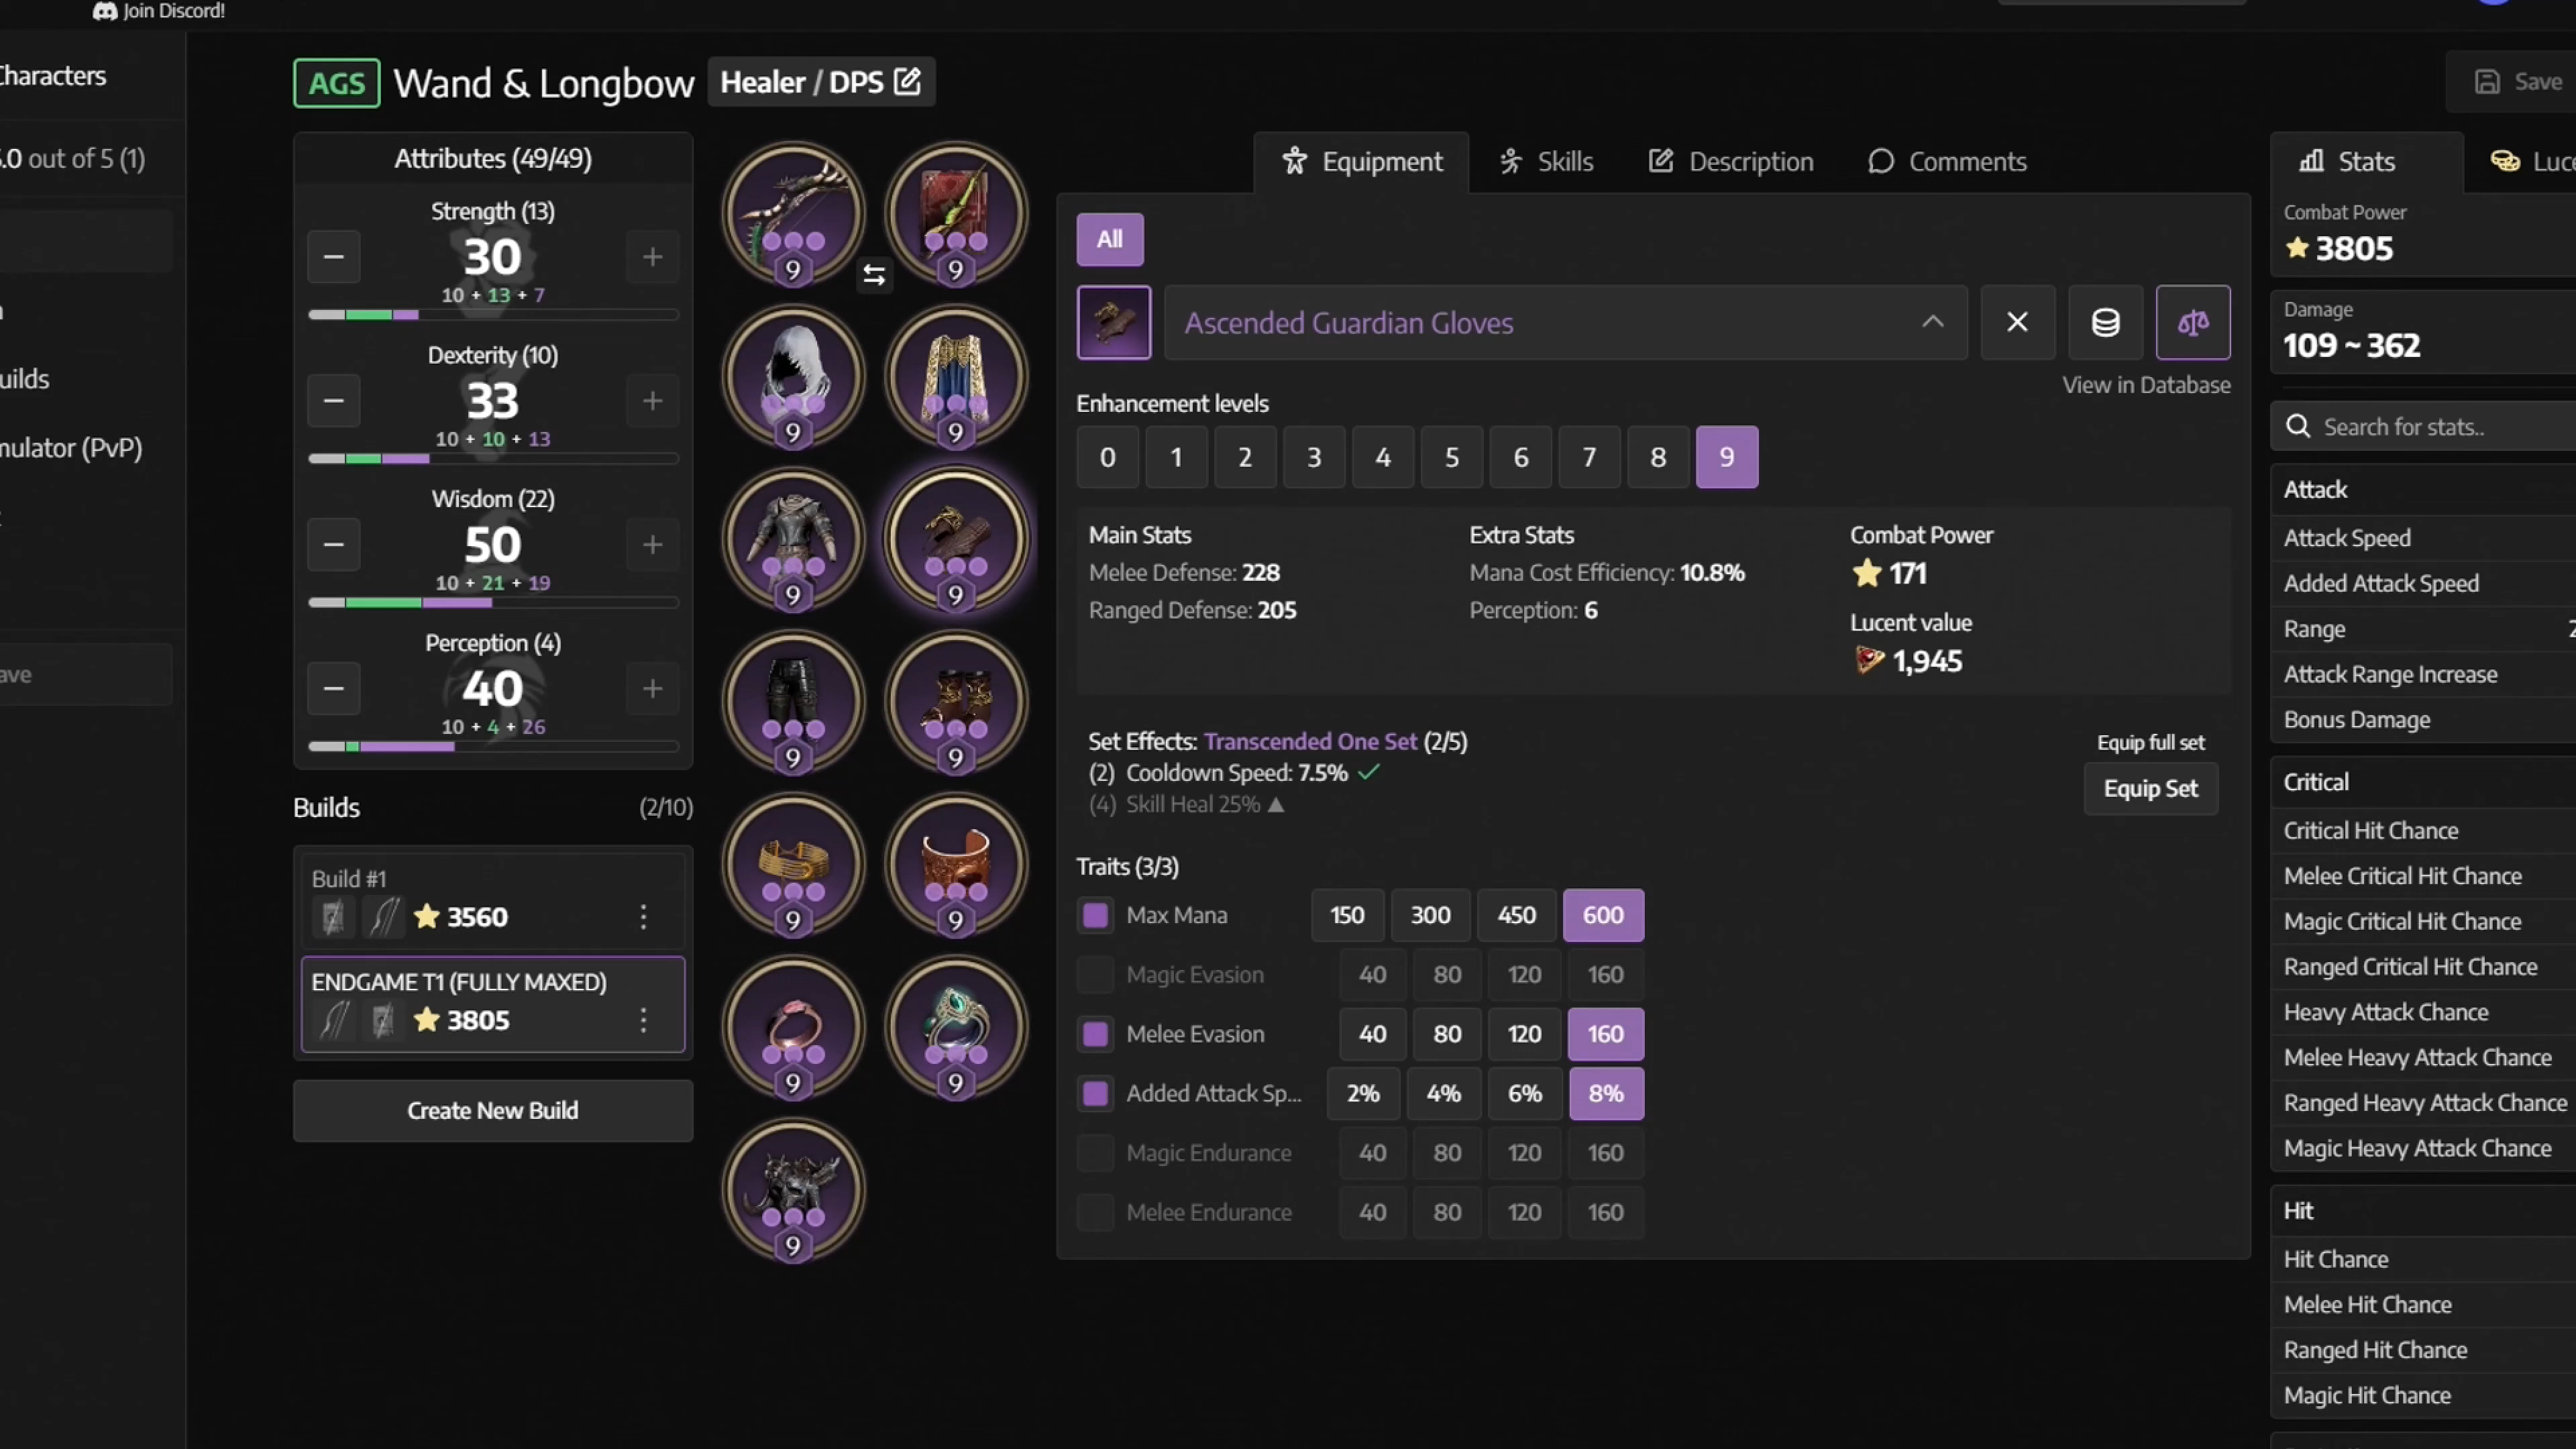 Join Discord!
Characters
5.0 out of 5 (1)
uilds
mulator (PvP)
ave
AGS Wand & Longbow Healer / DPS
Save
Attributes (49/49)
Strength (13)
30
10 + 13 + 7
Dexterity (10)
33
10 + 10 + 13
Wisdom (22)
50
10 + 21 + 19
Perception (4)
40
10 + 4 + 26
Builds (2/10)
Build #1
3560
ENDGAME T1 (FULLY MAXED)
3805
Create New Build
9 9
9 9
9 9
9 9
9 9
9 9
9
Equipment Skills Description Comments
All
Ascended Guardian Gloves
View in Database
Enhancement levels
0 1 2 3 4 5 6 7 8 9
Main Stats
Melee Defense: 228
Ranged Defense: 205
Extra Stats
Mana Cost Efficiency: 10.8%
Perception: 6
Combat Power
171
Lucent value
1,945
Set Effects: Transcended One Set (2/5)
(2) Cooldown Speed: 7.5%
(4) Skill Heal 25%
Equip full set
Equip Set
Traits (3/3)
Max Mana 150 300 450 600
Magic Evasion 40 80 120 160
Melee Evasion 40 80 120 160
Added Attack Sp... 2% 4% 6% 8%
Magic Endurance 40 80 120 160
Melee Endurance 40 80 120 160
Stats Luce
Combat Power
3805
Damage
109 ~ 362
Search for stats..
Attack
Attack Speed
Added Attack Speed
Range 2
Attack Range Increase
Bonus Damage
Critical
Critical Hit Chance
Melee Critical Hit Chance
Magic Critical Hit Chance
Ranged Critical Hit Chance
Heavy Attack Chance
Melee Heavy Attack Chance
Ranged Heavy Attack Chance
Magic Heavy Attack Chance
Hit
Hit Chance
Melee Hit Chance
Ranged Hit Chance
Magic Hit Chance